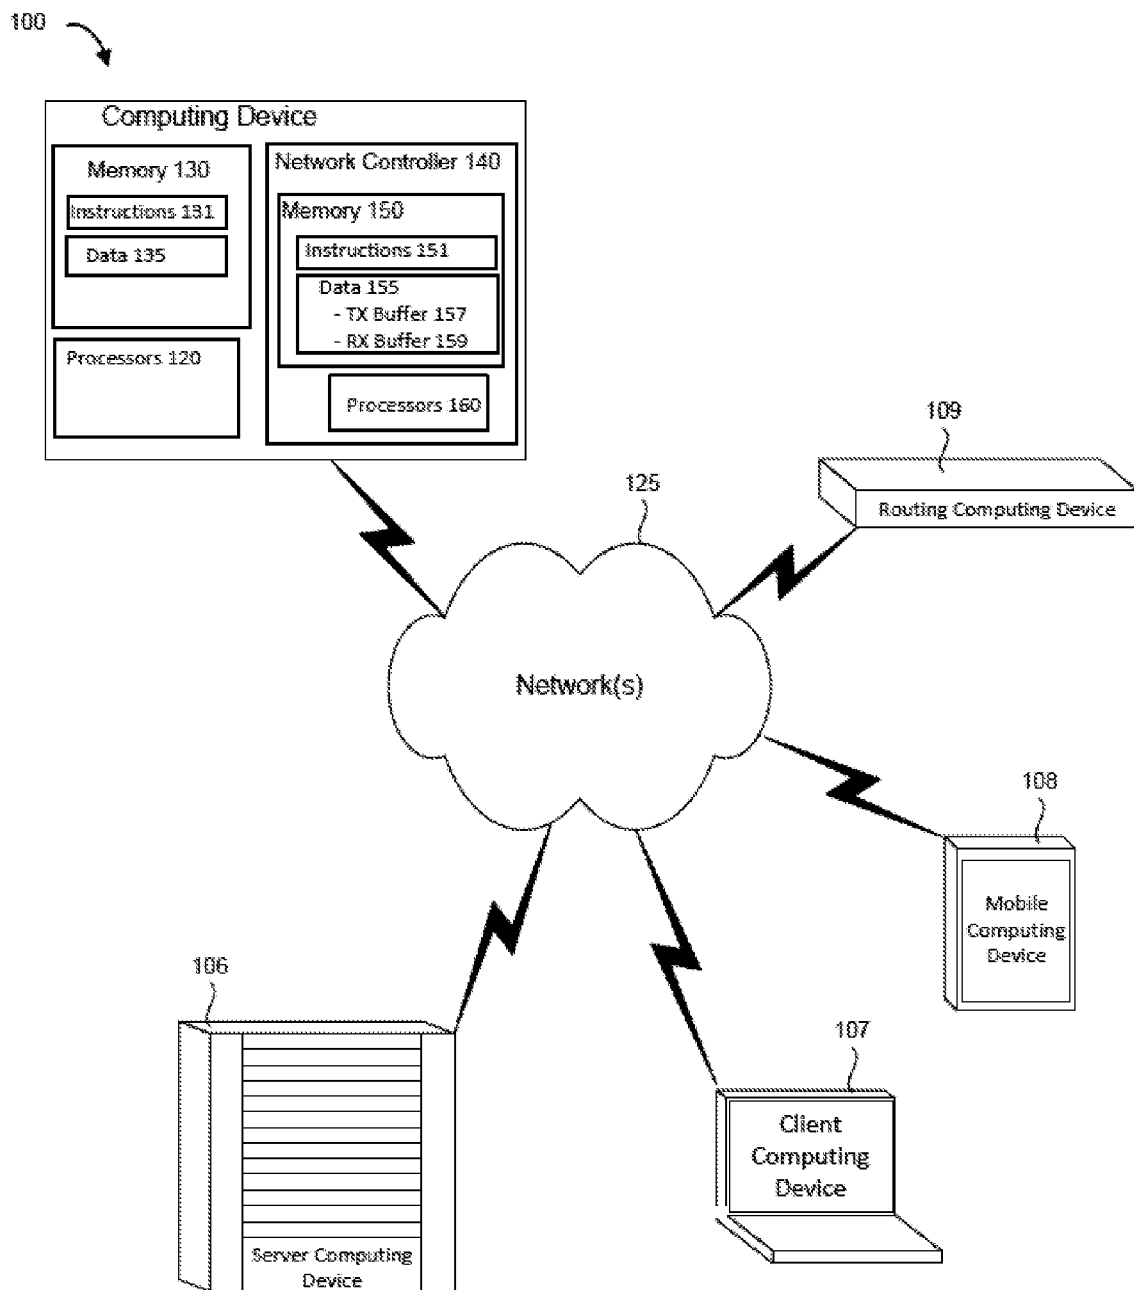 100
Computing Device
Memory 130
Instructions 131
Data 135
Processors 120
Network Controller 140
Memory 150
Instructions 151
Data 155
- TX Buffer 157
- RX Buffer 159
Processors 160
109
Routing Computing Device
125
Network(s)
108
Mobile
Computing
Device
106
Server Computing
Device
107
Client
Computing
Device